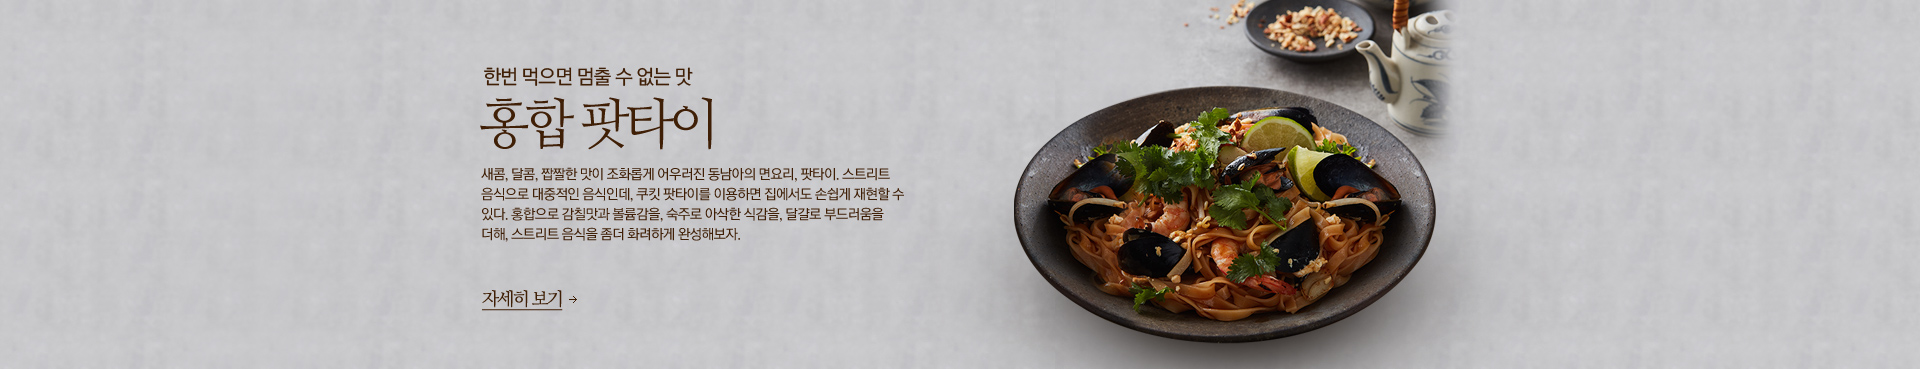 한번 먹으면 멈출 수 없는 맛
홍합 팟타이
새콤, 달콤, 짭짤한 맛이 조화롭게 어우러진 동남아의 면요리, 팟타이. 스트리트
음식으로 대중적인 음식인데, 쿠킷 팟타이를 이용하면 집에서도 손쉽게 재현할 수
있다. 홍합으로 감칠맛과 볼륨감을, 숙주로 아삭한 식감을, 달걀로 부드러움을
더해, 스트리트 음식을 좀더 화려하게 완성해보자.
자세히 보기 →